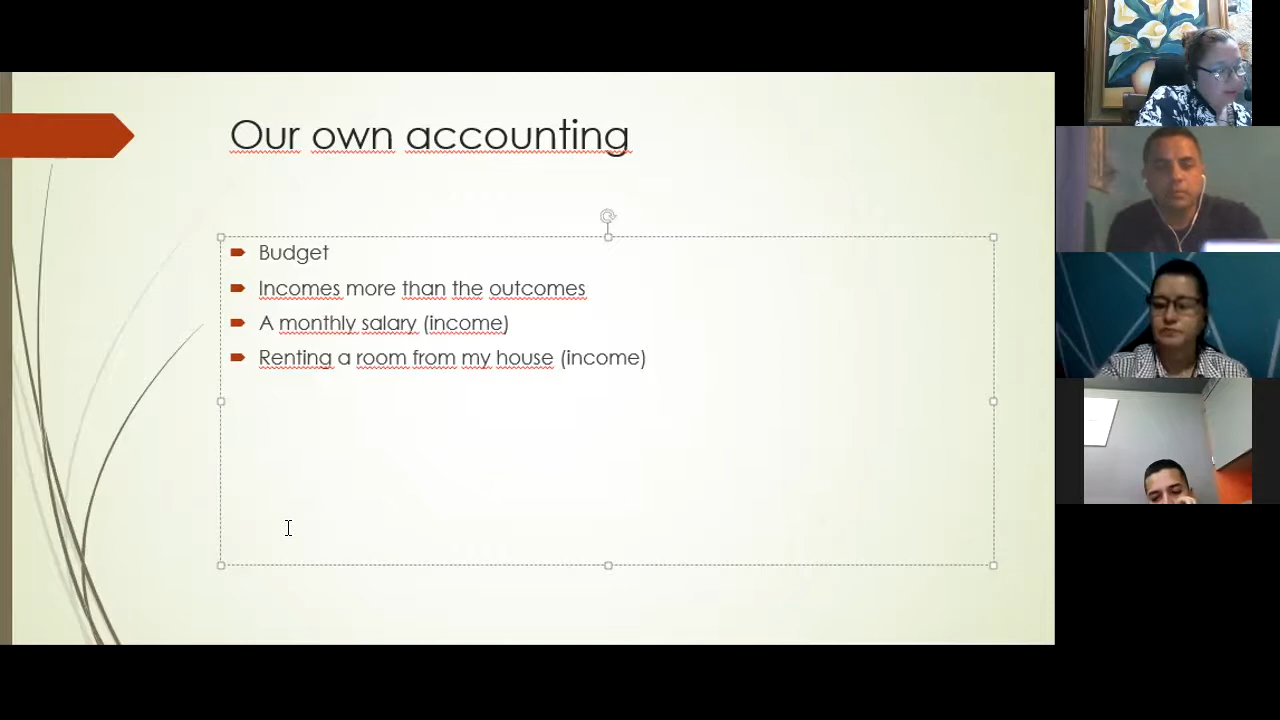 Our own accounting
Budget
Incomes more than the outcomes
A monthly salary (income)
Renting a room from my house (income)